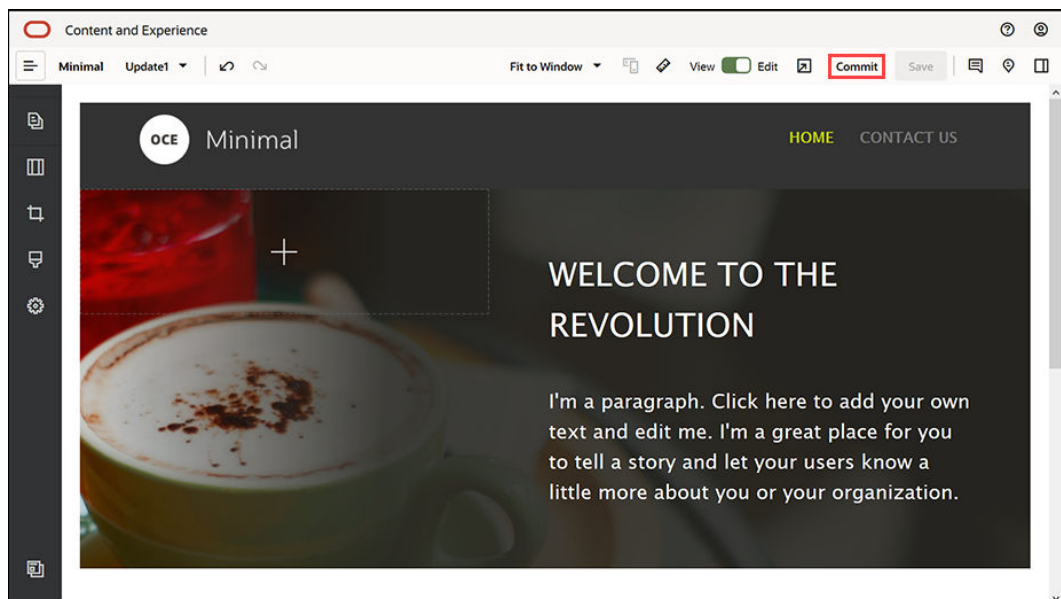 Content and Experience
Minimal Update1 Fit to Window View Edit Commit Save
OCE Minimal HOME CONTACT US
WELCOME TO THE
REVOLUTION
I'm a paragraph. Click here to add your own
text and edit me. I'm a great place for you
to tell a story and let your users know a
little more about you or your organization.